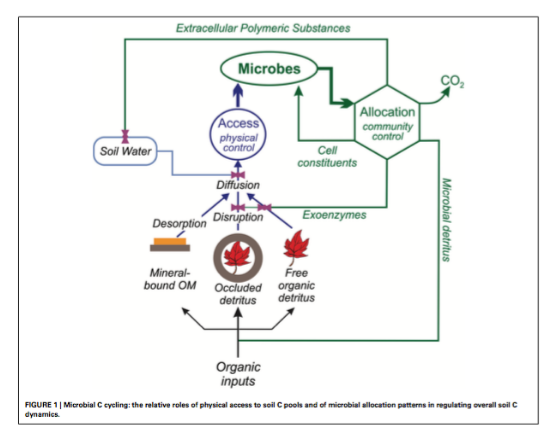 Extracellular Polymeric Substances
Microbes
CO2
Allocation
community
control
Access
physical
control
Soil Water
Cell
constituents
Diffusion
Disruption
Exoenzymes
Desorption
Microbial detritus
Mineral-
bound OM
Occluded
detritus
Free
organic
detritus
Organic
inputs
FIGURE 1 | Microbial C cycling: the relative roles of physical access to soil C pools and of microbial allocation patterns in regulating overall soil C
dynamics.